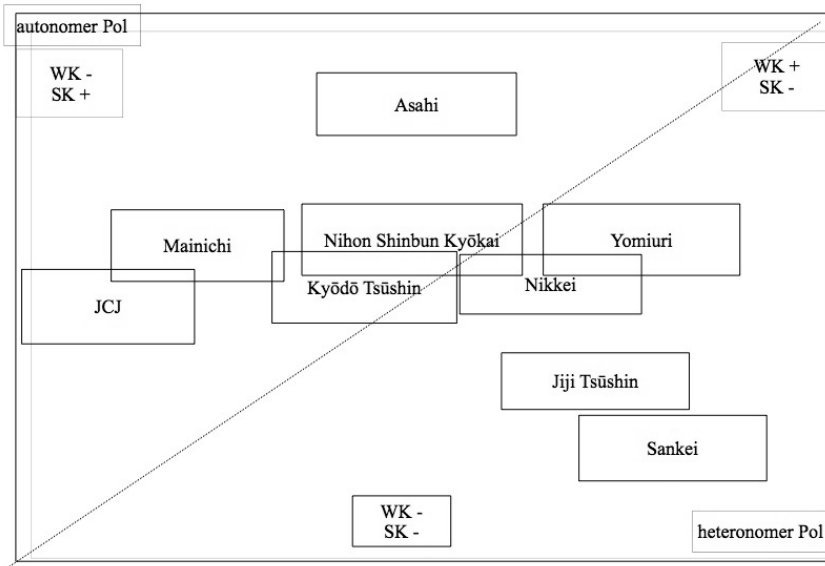 autonomer Pol
WK -
SK +
WK +
SK -
Asahi
Mainichi
Nihon Shinbun Kyōkai
Yomiuri
JCJ
Kyōdō Tsūshin
Nikkei
Jiji Tsūshin
Sankei
WK -
SK -
heteronomer Pol